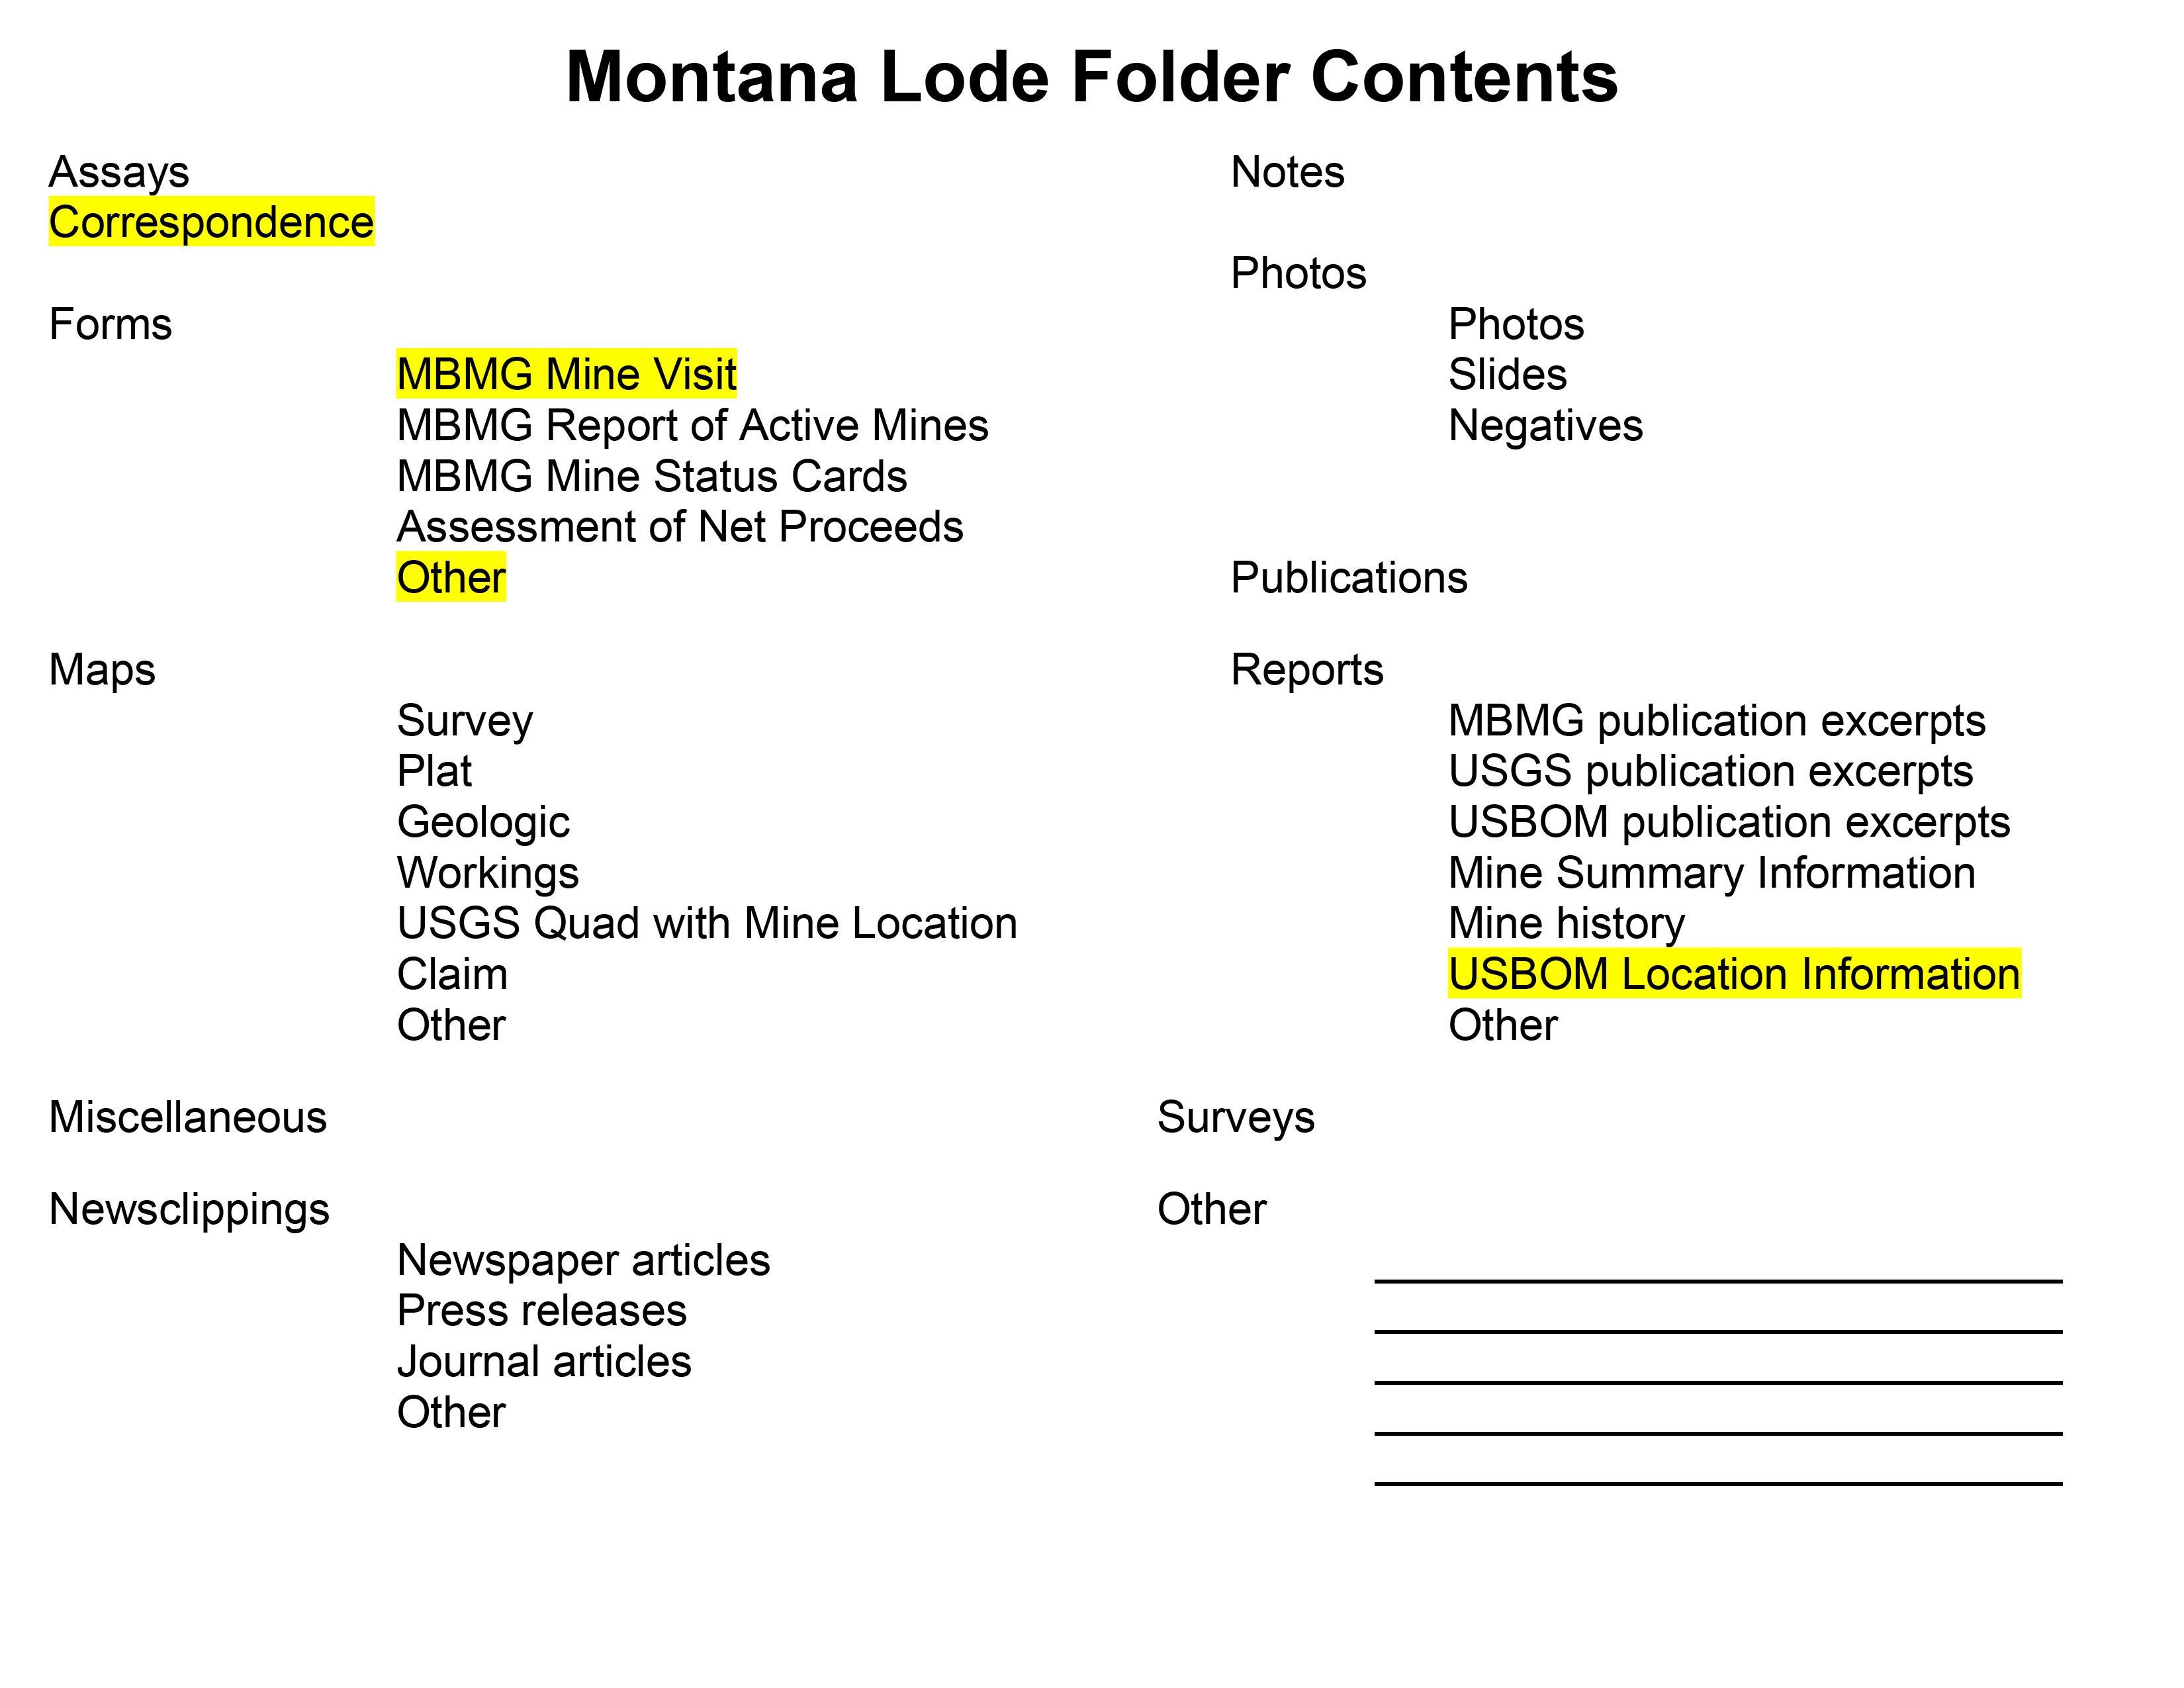 Montana Lode Folder Contents
Assays
Correspondence
Forms
MBMG Mine Visit
MBMG Report of Active Mines
MBMG Mine Status Cards
Assessment of Net Proceeds
Other
Maps
Survey
Plat
Geologic
Workings
USGS Quad with Mine Location
Claim
Other
Miscellaneous
Newsclippings
Newspaper articles
Press releases
Journal articles
Other
Notes
Photos
Photos
Slides
Negatives
Publications
Reports
MBMG publication excerpts
USGS publication excerpts
USBOM publication excerpts
Mine Summary Information
Mine history
USBOM Location Information
Other
Surveys
Other